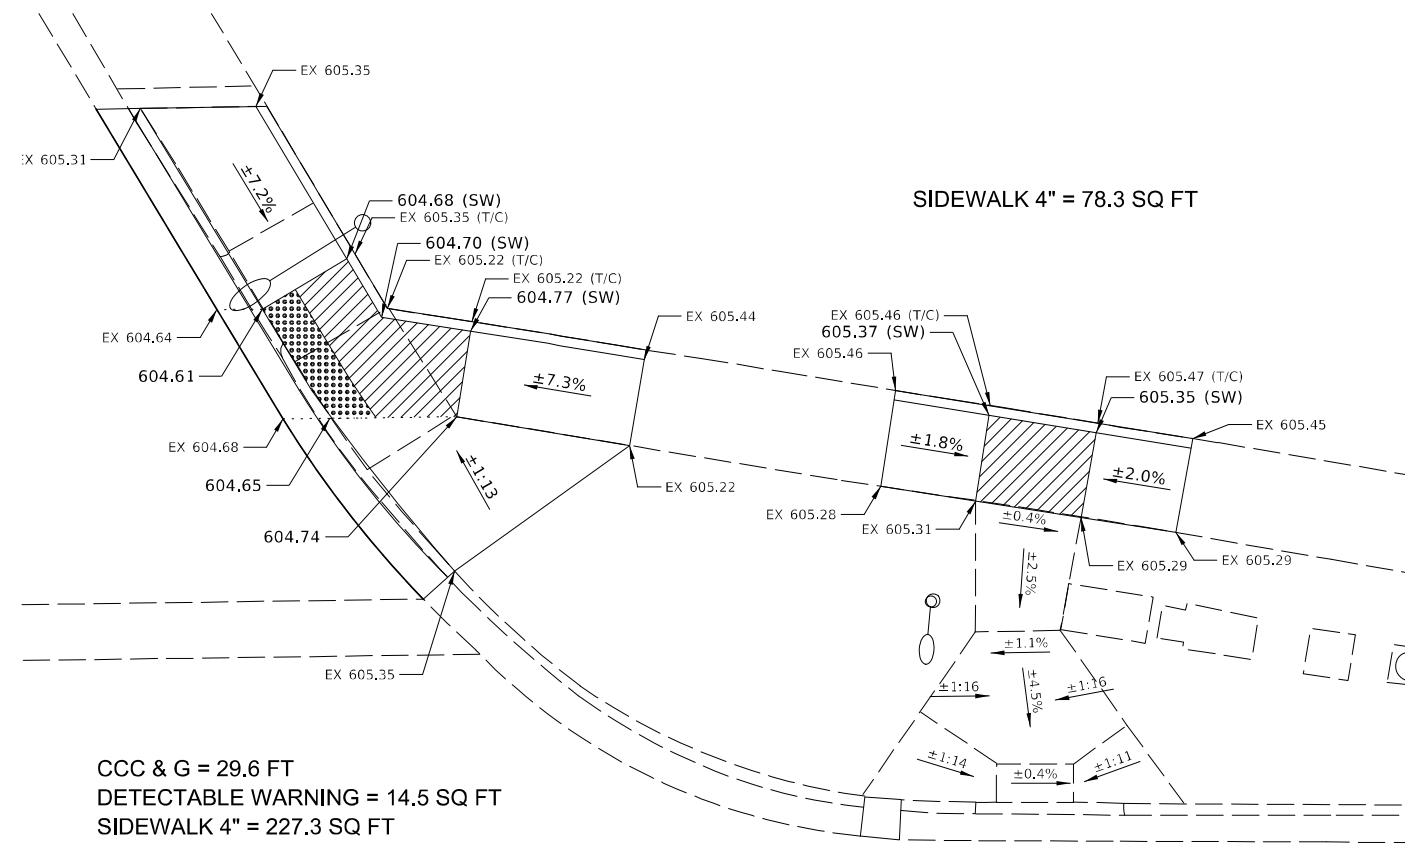 EX 605.35
EX 605.31
±7.2%
604.68 (SW)
EX 605.35 (T/C)
604.70 (SW)
EX 605.22 (T/C)
EX 605.22 (T/C)
604.77 (SW)
SIDEWALK 4" = 78.3 SQ FT
EX 604.64
604.61
EX 605.44
±7.3%
EX 605.46 (T/C)
605.37 (SW)
EX 605.46
EX 605.47 (T/C)
605.35 (SW)
EX 605.45
±1.8%
±2.0%
EX 604.68
604.65
±1:13
604.74
EX 605.22
EX 605.28
EX 605.31
±0.4%
EX 605.29
EX 605.29
±2.5%
±1.1%
EX 605.35
±1:16
±4.5%
±1:16
±1:14
±0.4%
±1:11
CCC & G = 29.6 FT
DETECTABLE WARNING = 14.5 SQ FT
SIDEWALK 4" = 227.3 SQ FT